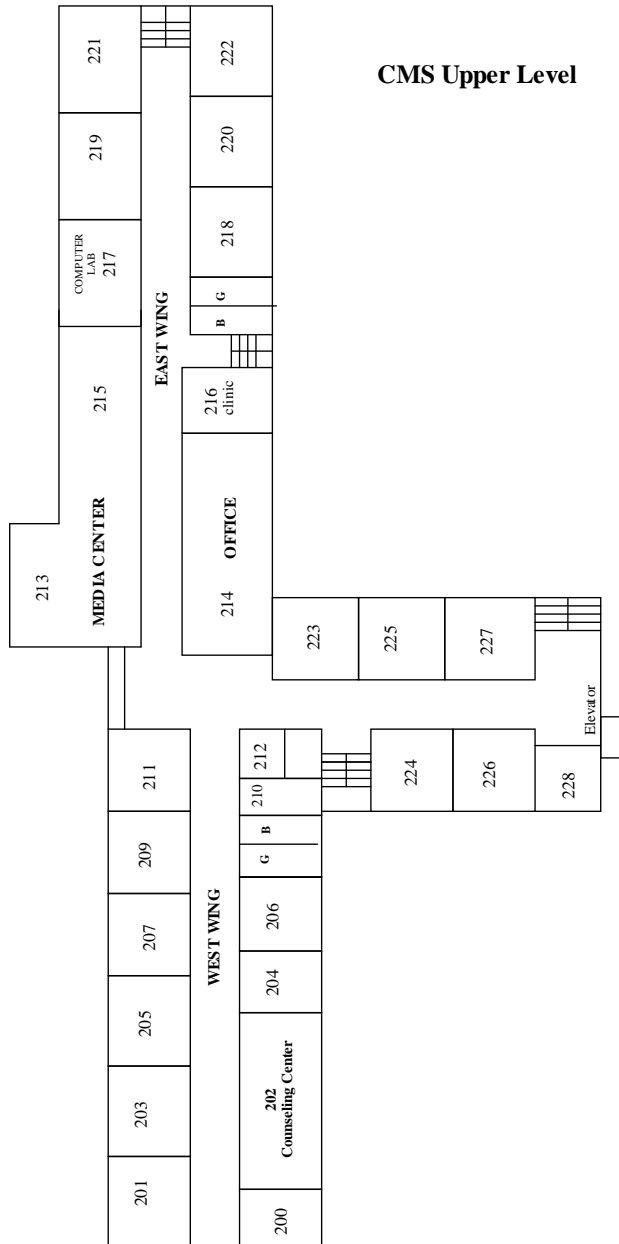 CMS Upper Level
221
222
219
220
COMPUTER
LAB
217
218
G
B
EAST WING
215
216
clinic
MEDIA CENTER
213
OFFICE
214
223
225
227
Elevator
211
212
210
224
226
228
209
B
G
WEST WING
207
206
205
204
203
202
Counseling Center
201
200